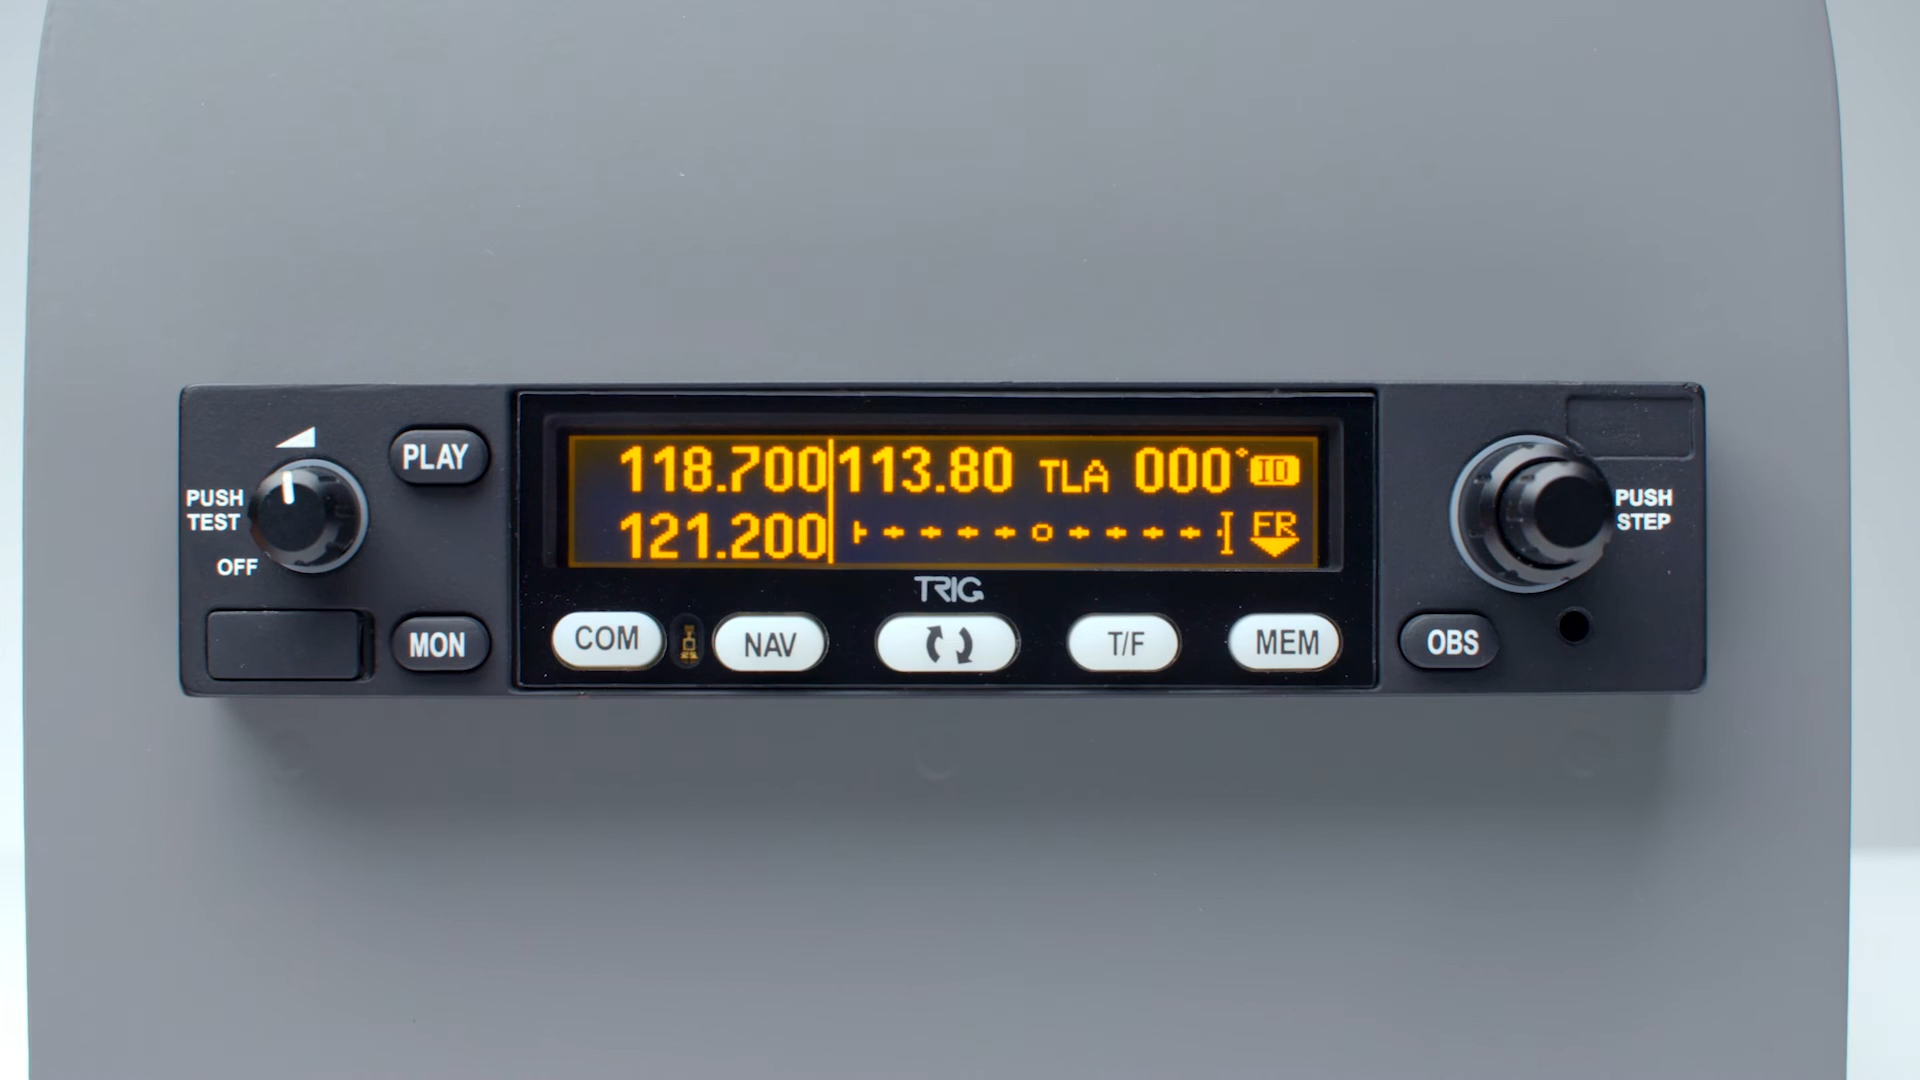 PLAY
PUSH
TEST
OFF
MON
118.700
121.200
113.80 TLA 000° ID
FR
TRIG
COM
NAV
T/F
MEM
OBS
PUSH
STEP